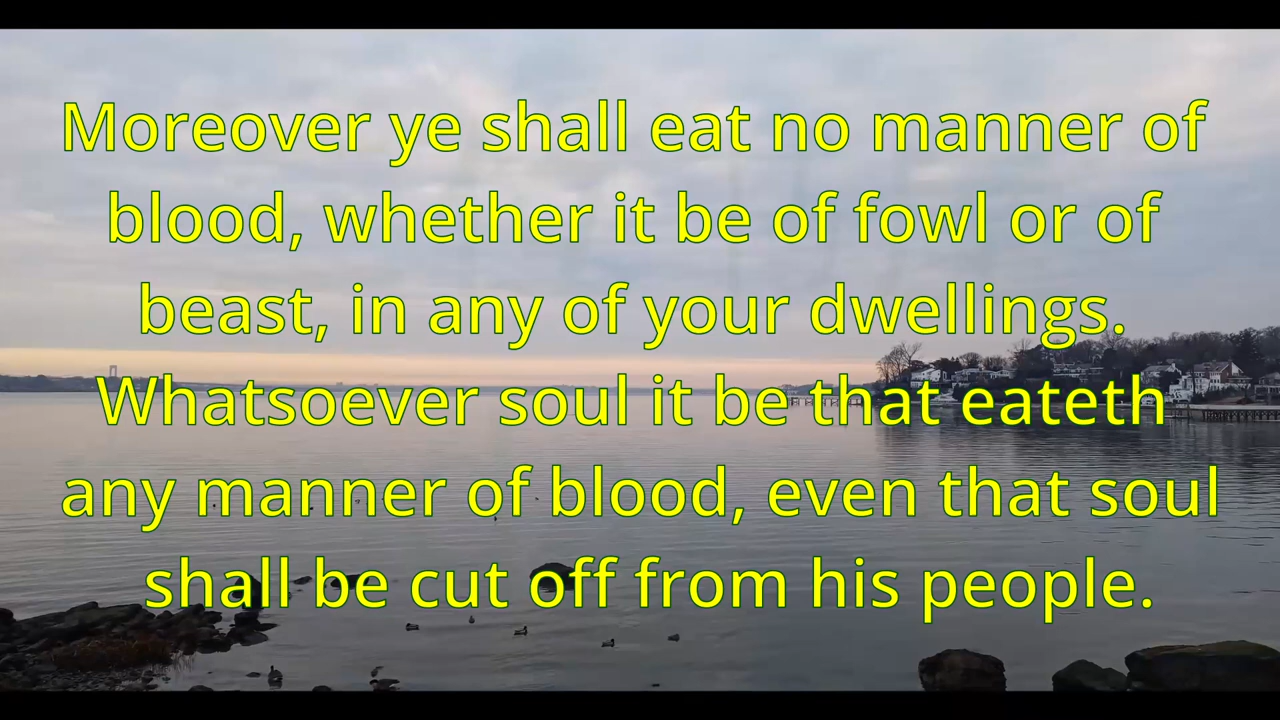 Moreover ye shall eat no manner of
blood, whether it be of fowl or of
beast, in any of your dwellings.
Whatsoever soul it be that eateth
any manner of blood, even that soul
shall be cut off from his people.